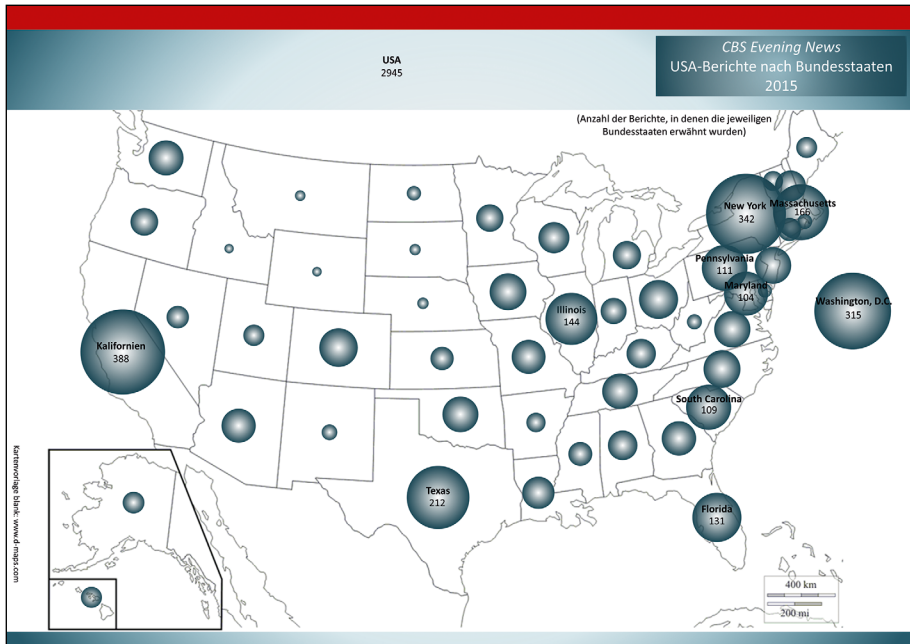 USA
2945
CBS Evening News
USA-Berichte nach Bundesstaaten
2015
(Anzahl der Berichte, in denen die jeweiligen
Bundesstaaten erwähnt wurden)
New York
342
Massachusetts
166
Pennsylvania
111
Maryland
104
Washington, D.C.
315
Illinois
144
Kalifornien
388
South Carolina
109
Texas
212
Florida
131
Kartenvorlage blank: www.d-maps.com
400 km
200 mi